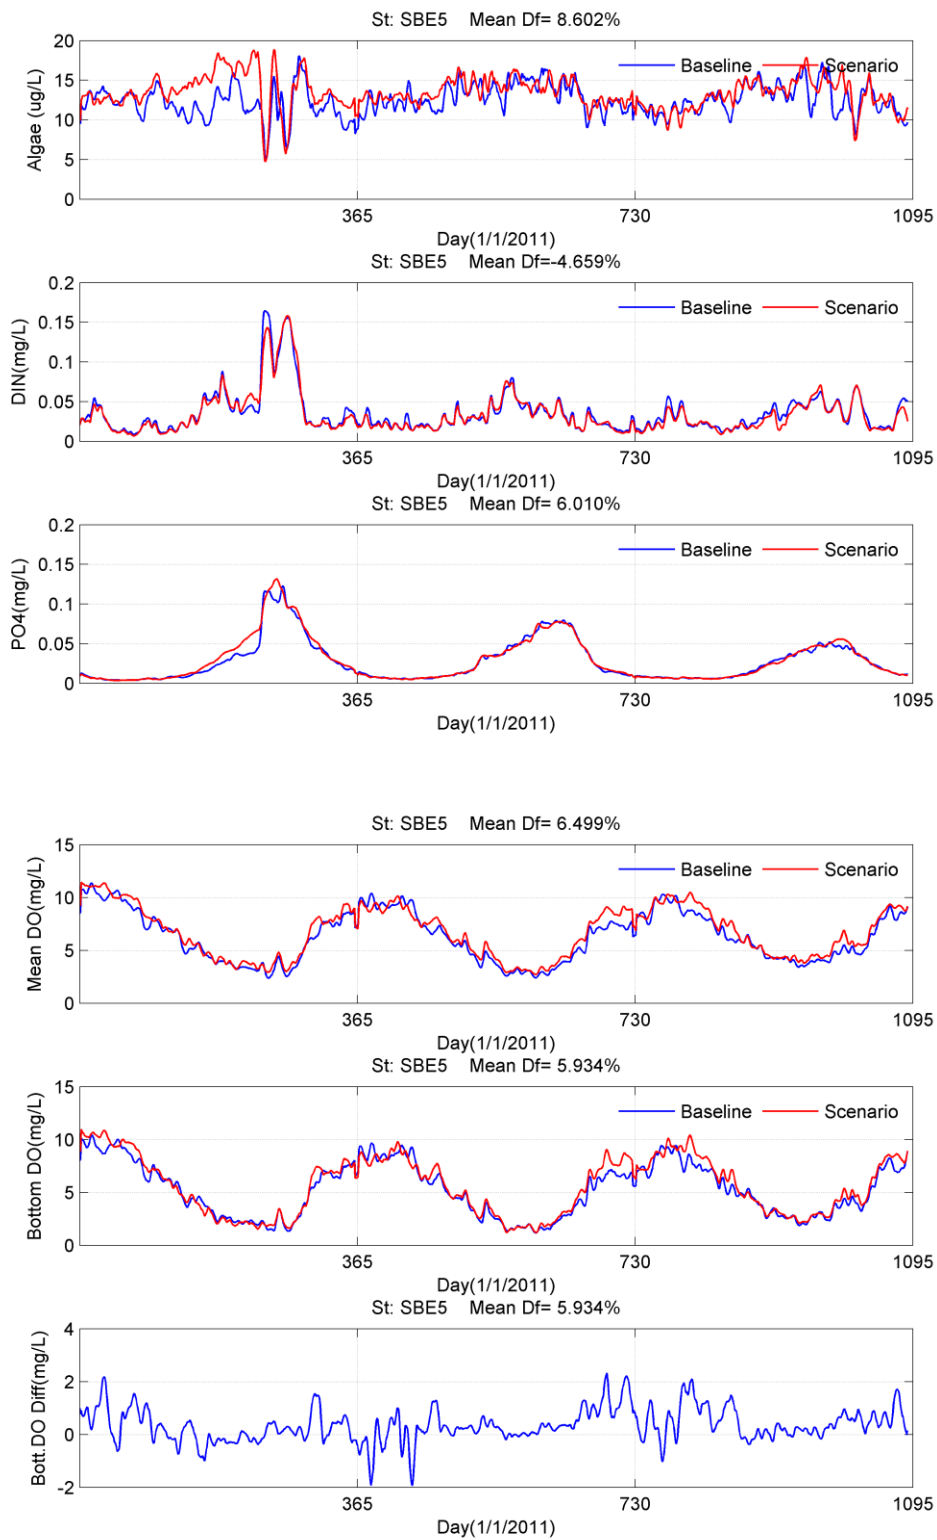 St: SBE5 Mean Df= 8.602%
20
15
10
5
0
Algae (ug/L)
Baseline Scenario
365 730 1095
Day(1/1/2011)
St: SBE5 Mean Df=-4.659%
0.2
0.15
0.1
0.05
0
DIN(mg/L)
Baseline Scenario
365 730 1095
Day(1/1/2011)
St: SBE5 Mean Df= 6.010%
0.2
0.15
0.1
0.05
0
PO4(mg/L)
Baseline Scenario
365 730 1095
Day(1/1/2011)
St: SBE5 Mean Df= 6.499%
15
10
5
0
Mean DO(mg/L)
Baseline Scenario
365 730 1095
Day(1/1/2011)
St: SBE5 Mean Df= 5.934%
15
10
5
0
Bottom DO(mg/L)
Baseline Scenario
365 730 1095
Day(1/1/2011)
St: SBE5 Mean Df= 5.934%
4
2
0
-2
Bott.DO Diff(mg/L)
365 730 1095
Day(1/1/2011)